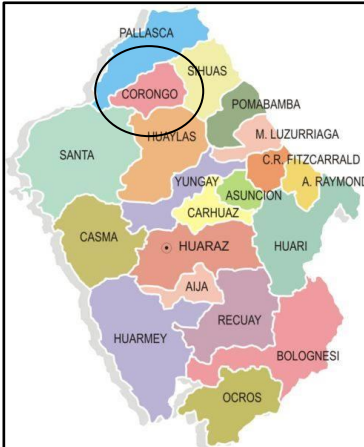 PALLASCA
SIHUAS
CORONGO
POMABAMBA
HUAYLAS
M. LUZURRIAGA
SANTA
C.R. FITZCARRALD
YUNGAY
A. RAYMOND
ASUNCION
CARHUAZ
CASMA
HUARAZ
HUARI
AIJA
RECUAY
HUARMEY
BOLOGNESI
OCROS